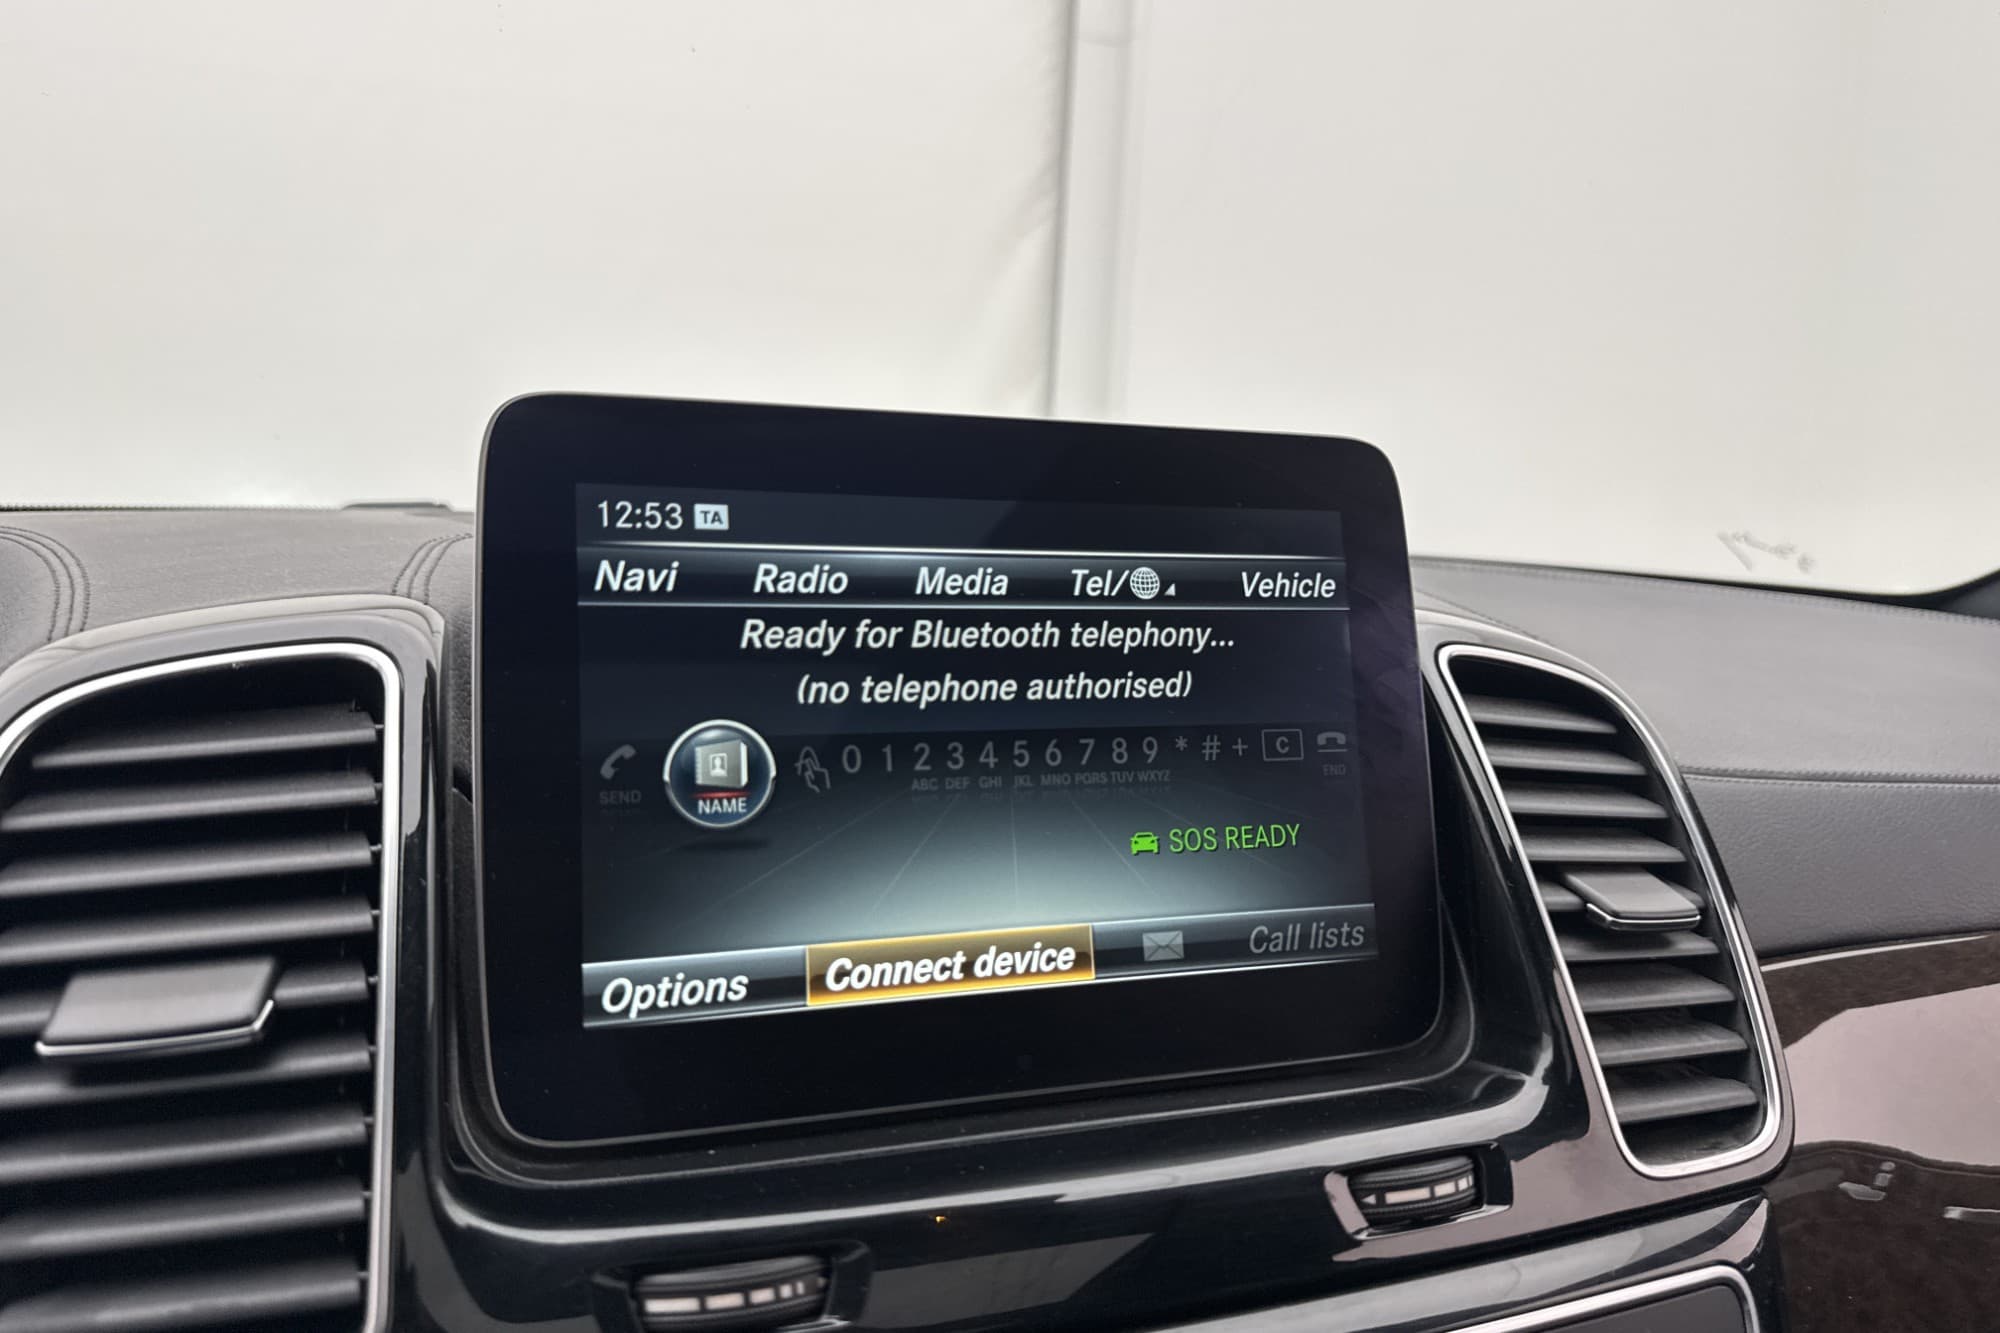 12:53 TA
Navi Radio Media Tel/ Vehicle
Ready for Bluetooth telephony...
(no telephone authorised)
SEND NAME 0 1 2 3 4 5 6 7 8 9 * # + C END
ABC DEF GHI JKL MNO PQRS TUV WXYZ
SOS READY
Options Connect device Call lists